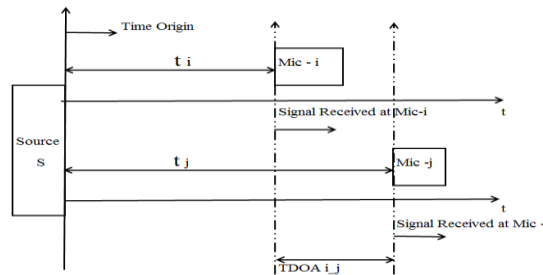 Time Origin
t i
Mic - i
Signal Received at Mic-i
t
Source
S
t j
Mic -j
t
Signal Received at Mic -
TDOA i_j